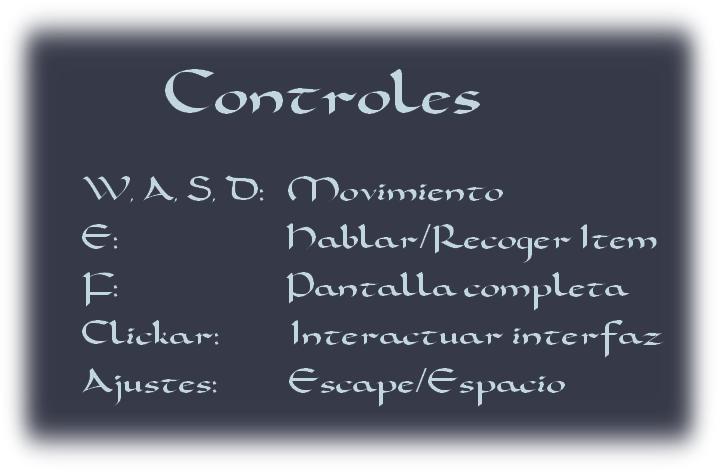 Controles
W, A, S, D: Movimiento
E: Hablar/Recoger Item
F: Pantalla completa
Clickar: Interactuar interfaz
Ajustes: Escape/Espacio